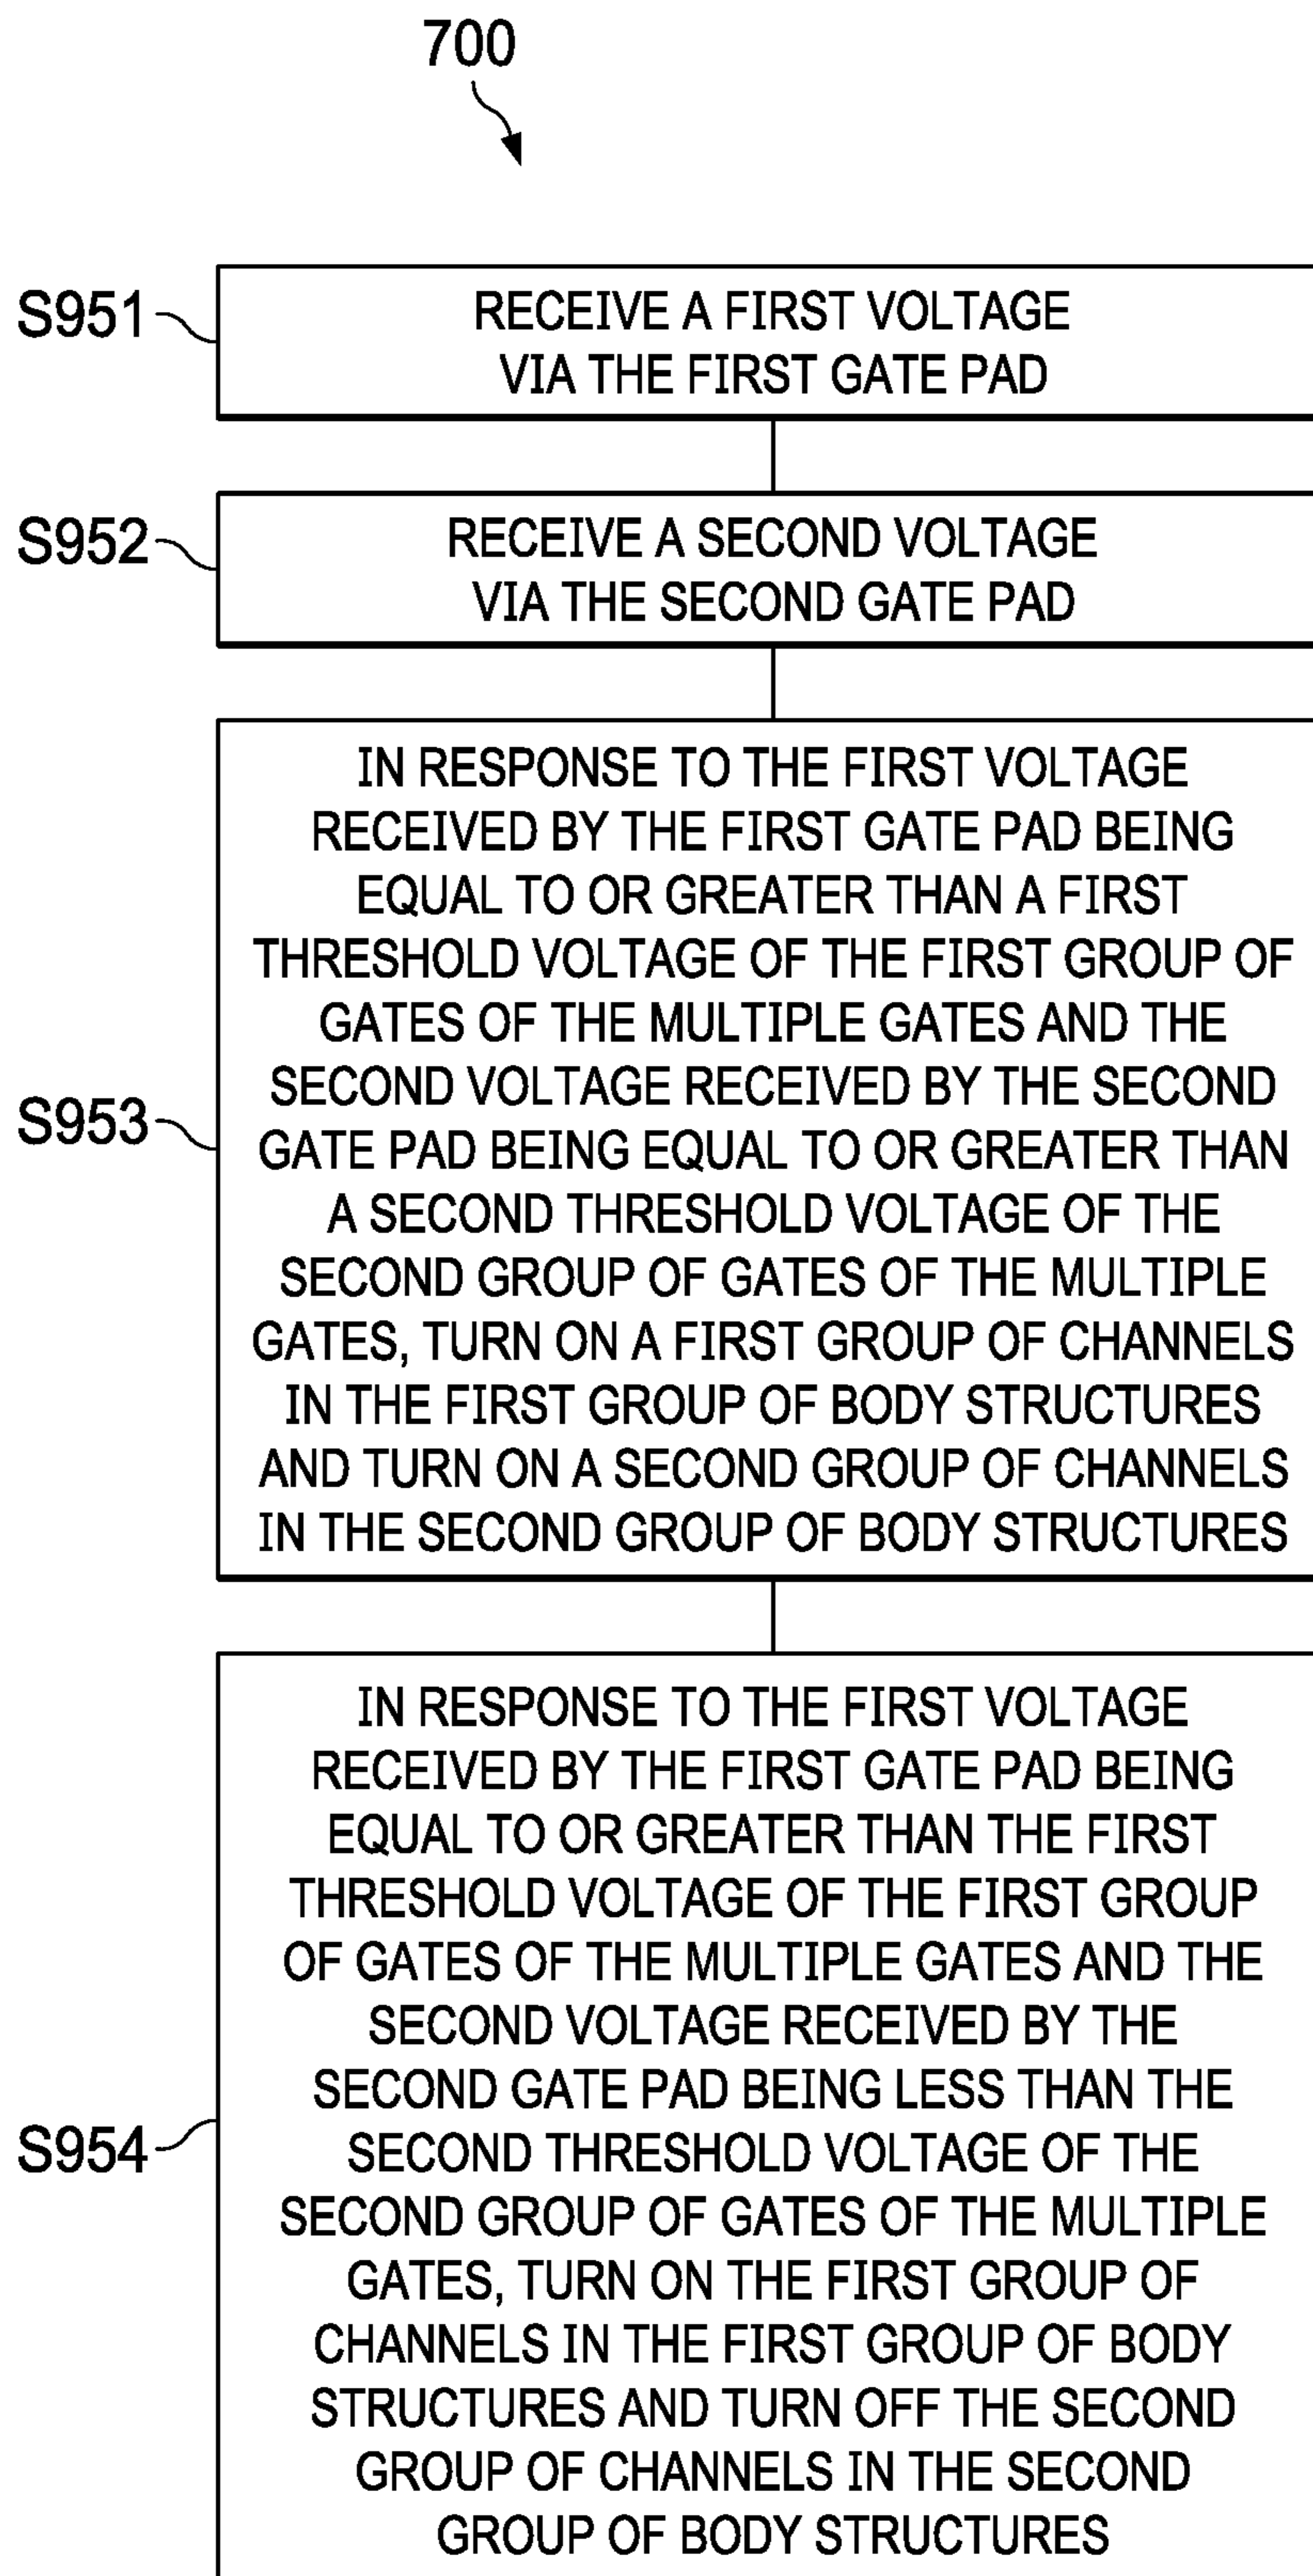 700
S951
RECEIVE A FIRST VOLTAGE
VIA THE FIRST GATE PAD
S952
RECEIVE A SECOND VOLTAGE
VIA THE SECOND GATE PAD
S953
IN RESPONSE TO THE FIRST VOLTAGE
RECEIVED BY THE FIRST GATE PAD BEING
EQUAL TO OR GREATER THAN A FIRST
THRESHOLD VOLTAGE OF THE FIRST GROUP OF
GATES OF THE MULTIPLE GATES AND THE
SECOND VOLTAGE RECEIVED BY THE SECOND
GATE PAD BEING EQUAL TO OR GREATER THAN
A SECOND THRESHOLD VOLTAGE OF THE
SECOND GROUP OF GATES OF THE MULTIPLE
GATES, TURN ON A FIRST GROUP OF CHANNELS
IN THE FIRST GROUP OF BODY STRUCTURES
AND TURN ON A SECOND GROUP OF CHANNELS
IN THE SECOND GROUP OF BODY STRUCTURES
S954
IN RESPONSE TO THE FIRST VOLTAGE
RECEIVED BY THE FIRST GATE PAD BEING
EQUAL TO OR GREATER THAN THE FIRST
THRESHOLD VOLTAGE OF THE FIRST GROUP
OF GATES OF THE MULTIPLE GATES AND THE
SECOND VOLTAGE RECEIVED BY THE
SECOND GATE PAD BEING LESS THAN THE
SECOND THRESHOLD VOLTAGE OF THE
SECOND GROUP OF GATES OF THE MULTIPLE
GATES, TURN ON THE FIRST GROUP OF
CHANNELS IN THE FIRST GROUP OF BODY
STRUCTURES AND TURN OFF THE SECOND
GROUP OF CHANNELS IN THE SECOND
GROUP OF BODY STRUCTURES